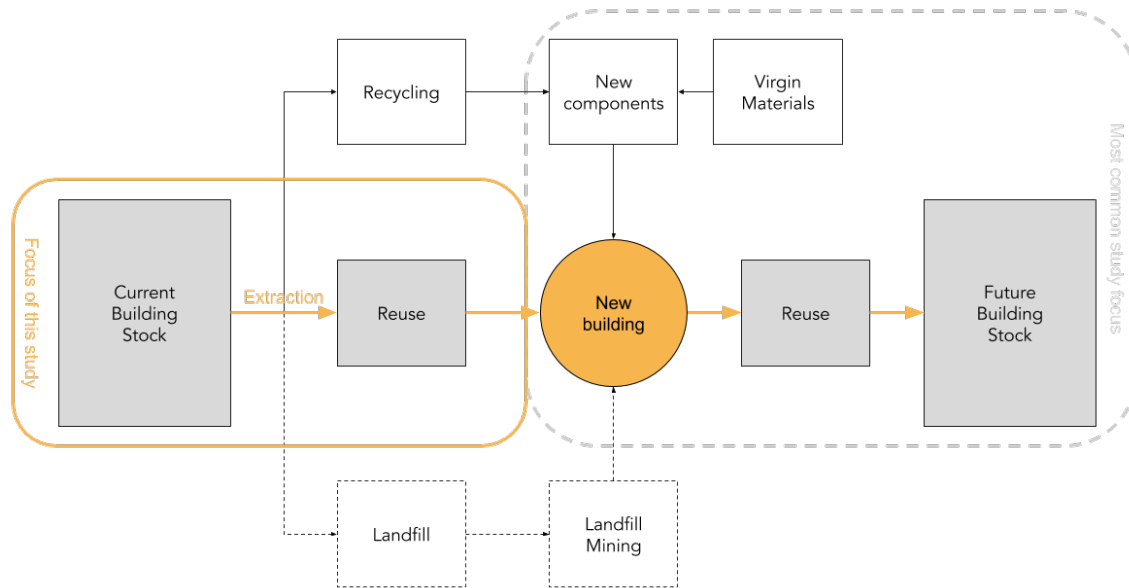 Recycling
New
components
Virgin
Materials
Most common study focus
Focus of this study
Current
Building
Stock
Extraction
Reuse
New
building
Reuse
Future
Building
Stock
Landfill
Landfill
Mining